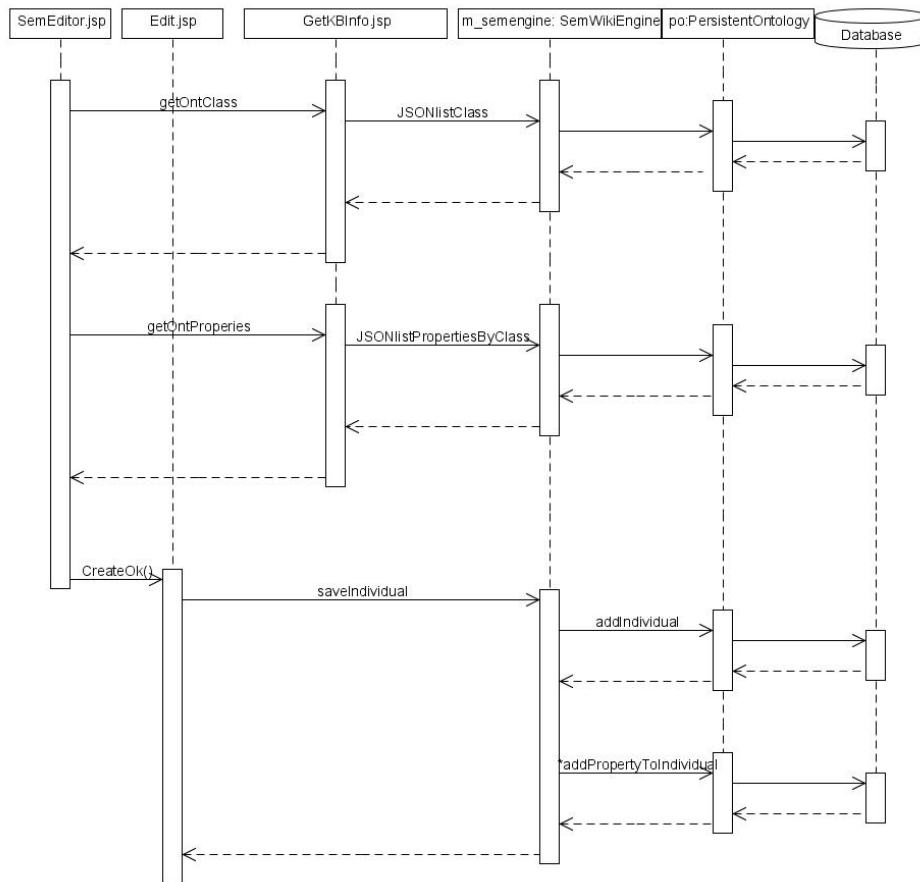 SemEditor.jsp
Edit.jsp
GetKBInfo.jsp
m_semengine: SemWikiEngine
po:PersistentOntology
Database
getOntClass
JSONlistClass
getOntProperies
JSONlistPropertiesByClass
CreateOk()
saveIndividual
addIndividual
*addPropertyToIndividual